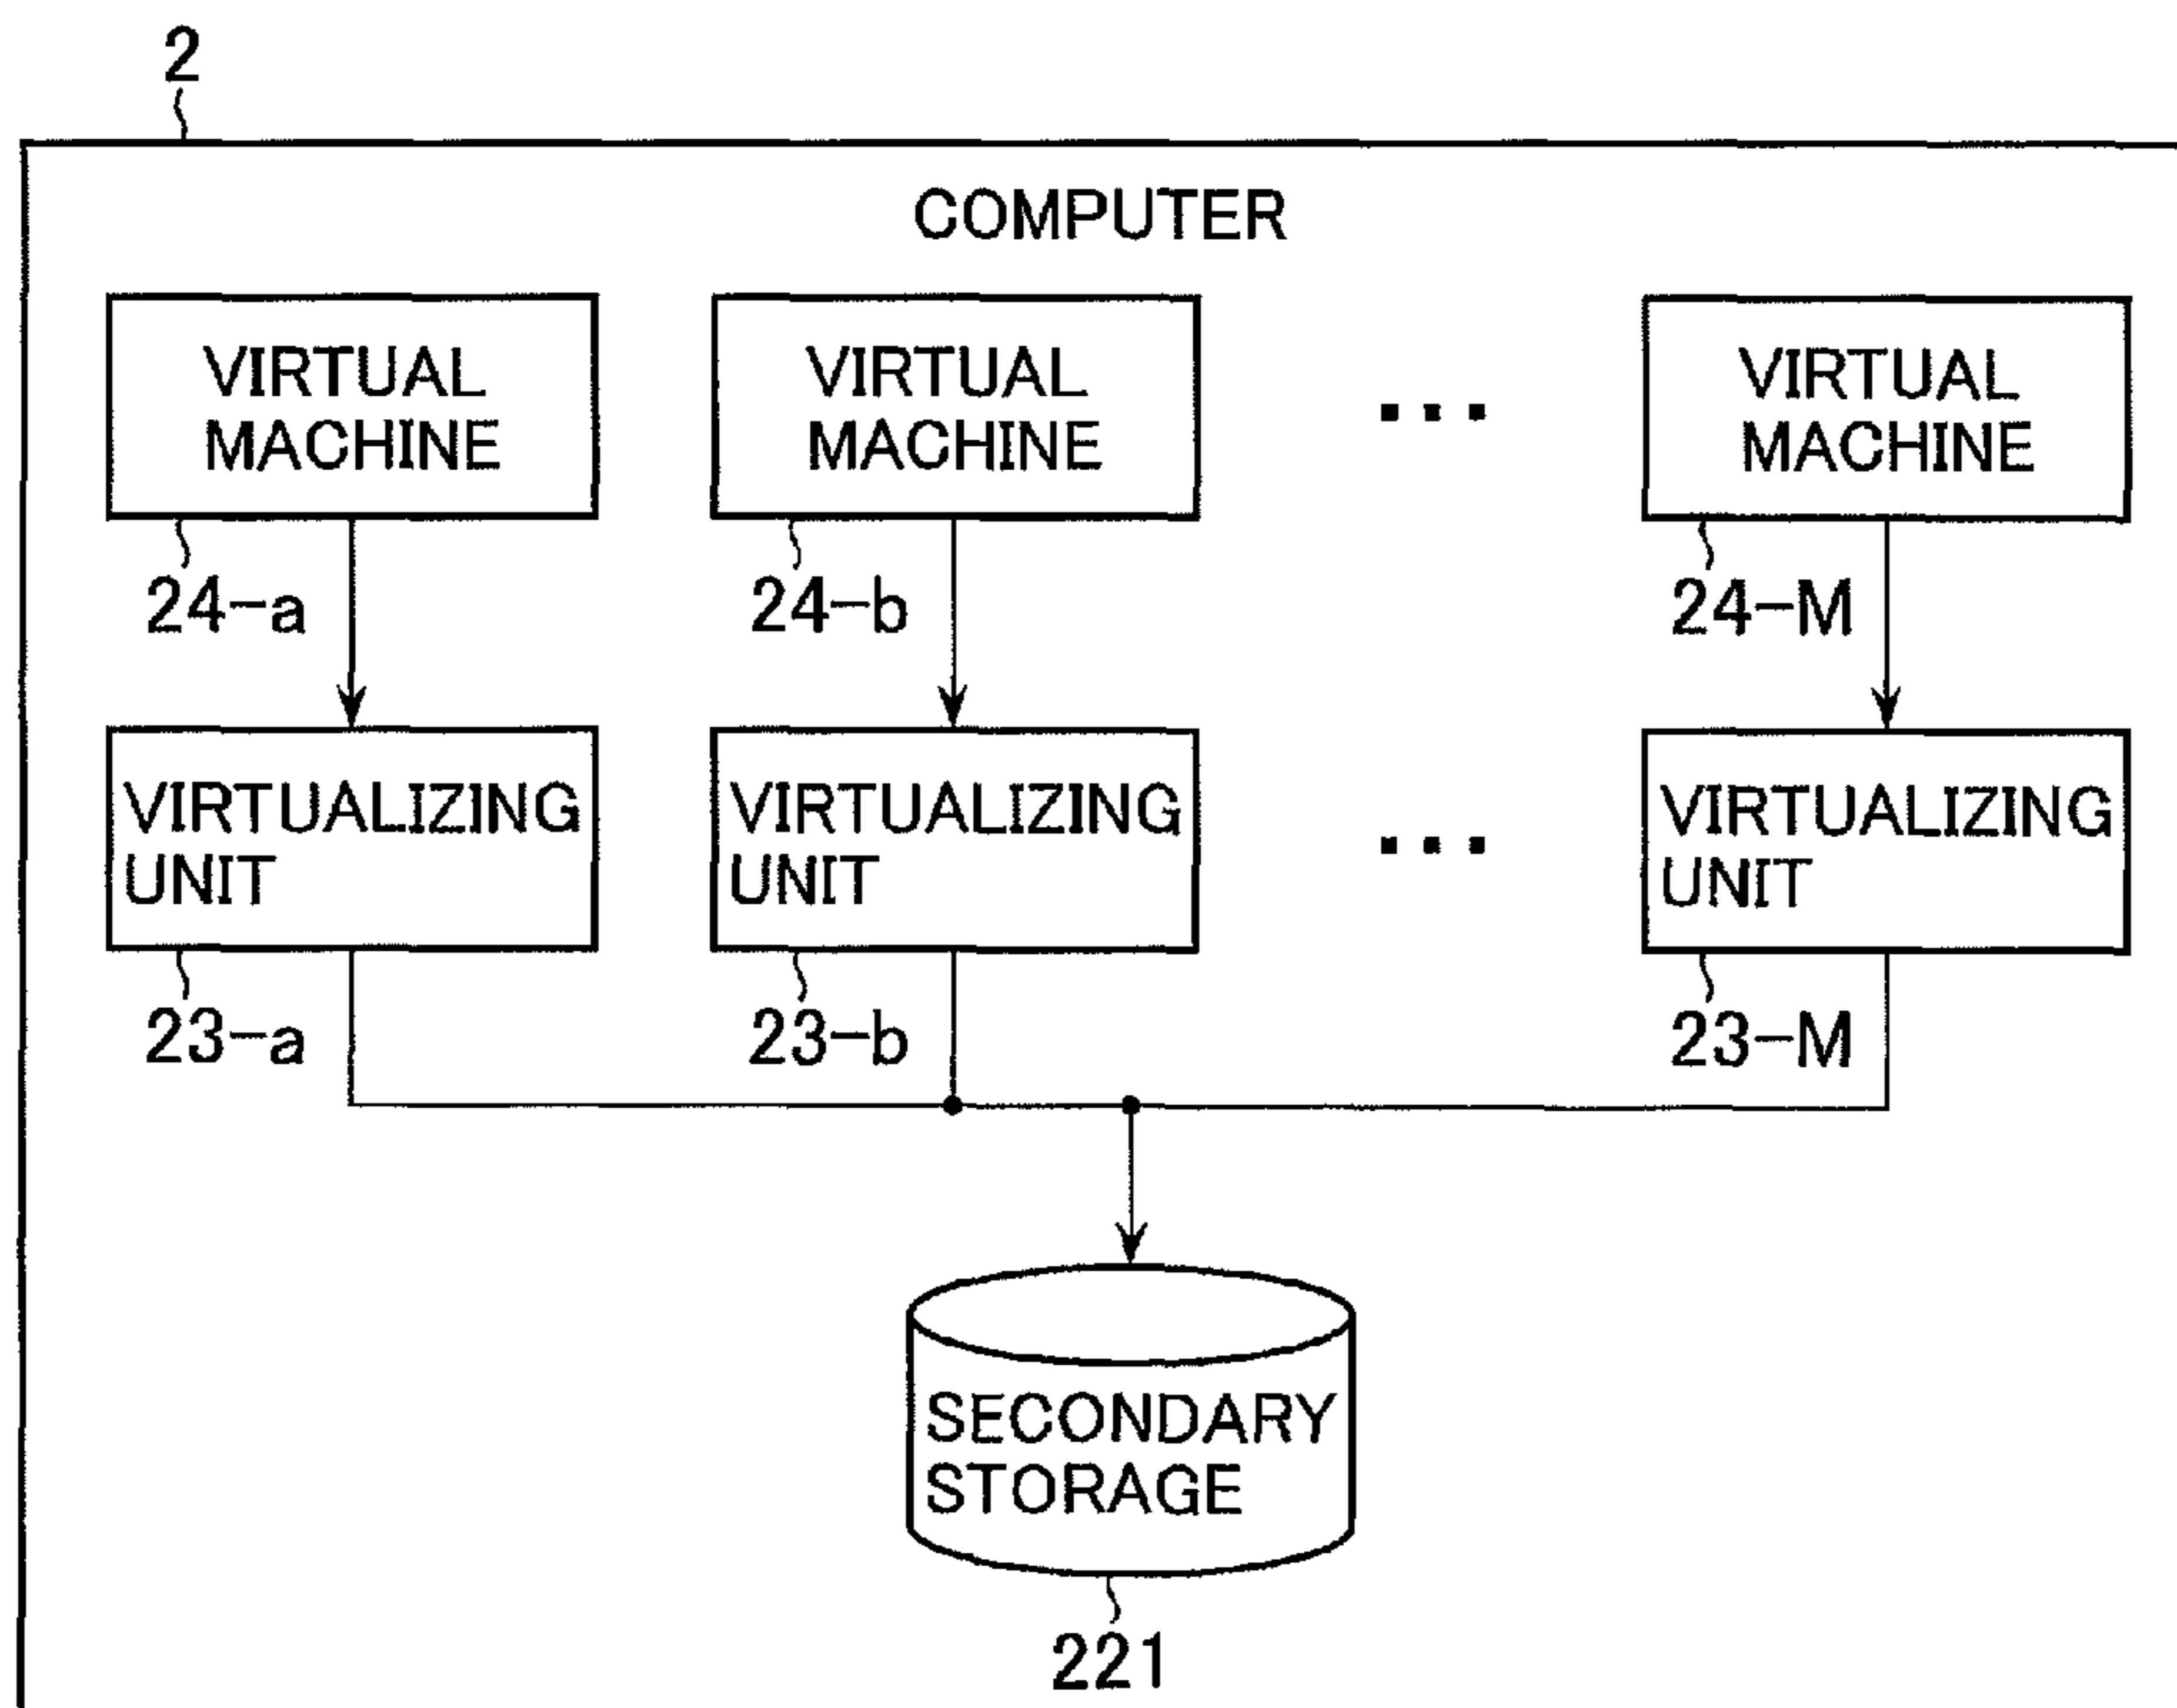 2
COMPUTER
VIRTUAL
MACHINE
VIRTUAL
MACHINE
...
VIRTUAL
MACHINE
24-a
24-b
24-M
VIRTUALIZING
UNIT
VIRTUALIZING
UNIT
...
VIRTUALIZING
UNIT
23-a
23-b
23-M
SECONDARY
STORAGE
221